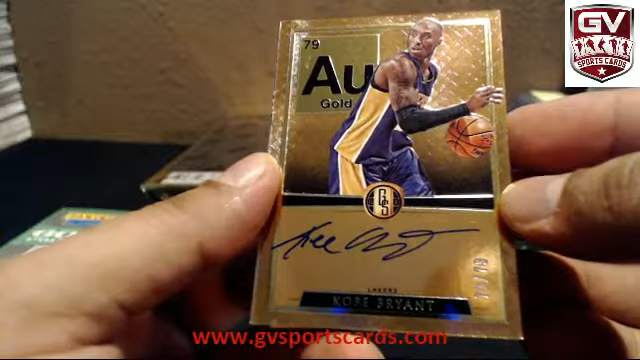 GV
SPORTS CARDS
79
Au
Gold
GS
LAKERS
KOBE BRYANT
www.gvsportscards.com